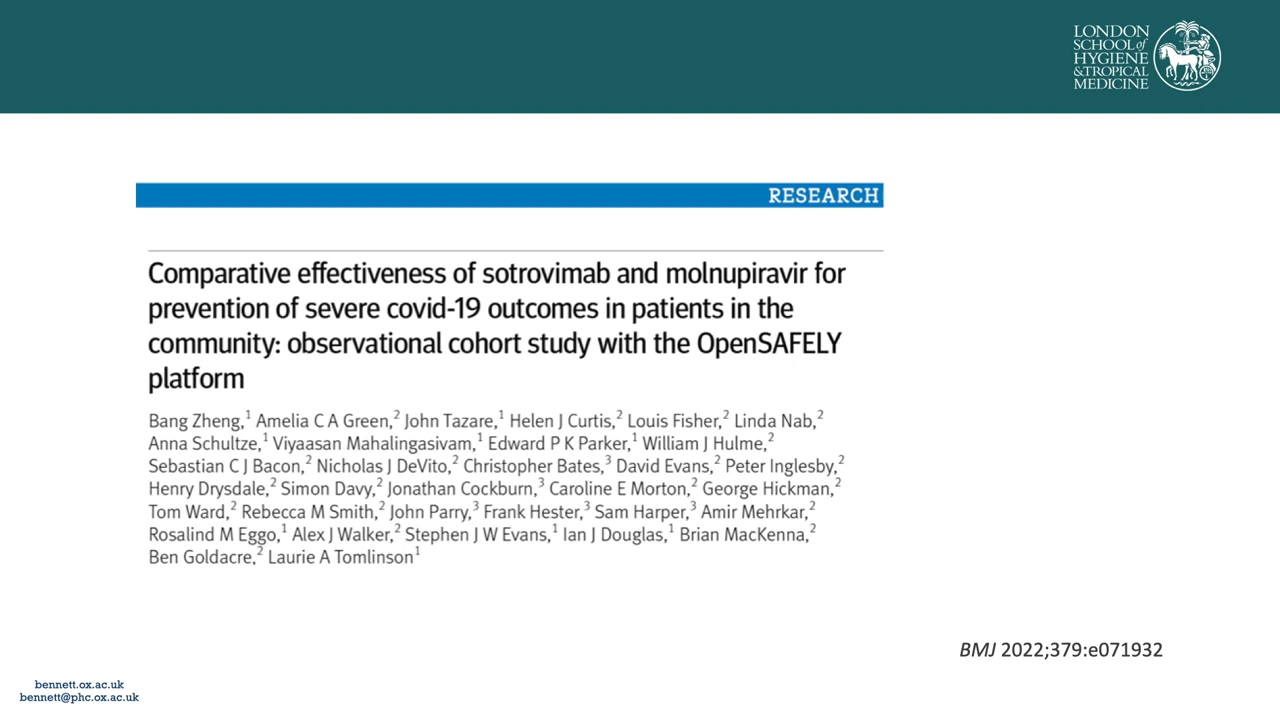 LONDON
SCHOOL of
HYGIENE
& TROPICAL
MEDICINE
RESEARCH
Comparative effectiveness of sotrovimab and molnupiravir for
prevention of severe covid-19 outcomes in patients in the
community: observational cohort study with the OpenSAFELY
platform
Bang Zheng,¹ Amelia C A Green,² John Tazare,¹ Helen J Curtis,² Louis Fisher,² Linda Nab,²
Anna Schultze,¹ Viyaasan Mahalingasivam,¹ Edward P K Parker,¹ William J Hulme,²
Sebastian C J Bacon,² Nicholas J DeVito,² Christopher Bates,³ David Evans,² Peter Inglesby,²
Henry Drysdale,² Simon Davy,² Jonathan Cockburn,³ Caroline E Morton,² George Hickman,²
Tom Ward,² Rebecca M Smith,² John Parry,³ Frank Hester,³ Sam Harper,³ Amir Mehrkar,²
Rosalind M Eggo,¹ Alex J Walker,² Stephen J W Evans,¹ Ian J Douglas,¹ Brian MacKenna,²
Ben Goldacre,² Laurie A Tomlinson¹
BMJ 2022;379:e071932
bennett.ox.ac.uk
bennett@phc.ox.ac.uk